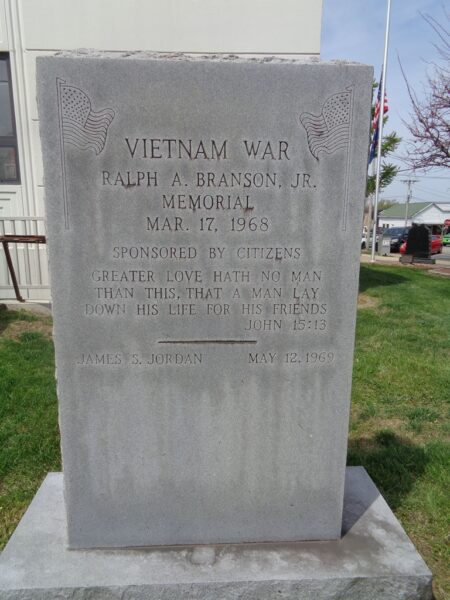 VIETNAM WAR
RALPH A. BRANSON, JR.
MEMORIAL
MAR. 17, 1968
SPONSORED BY CITIZENS
GREATER LOVE HATH NO MAN
THAN THIS, THAT A MAN LAY
DOWN HIS LIFE FOR HIS FRIENDS
JOHN 15:13
JAMES S. JORDAN MAY 12, 1969